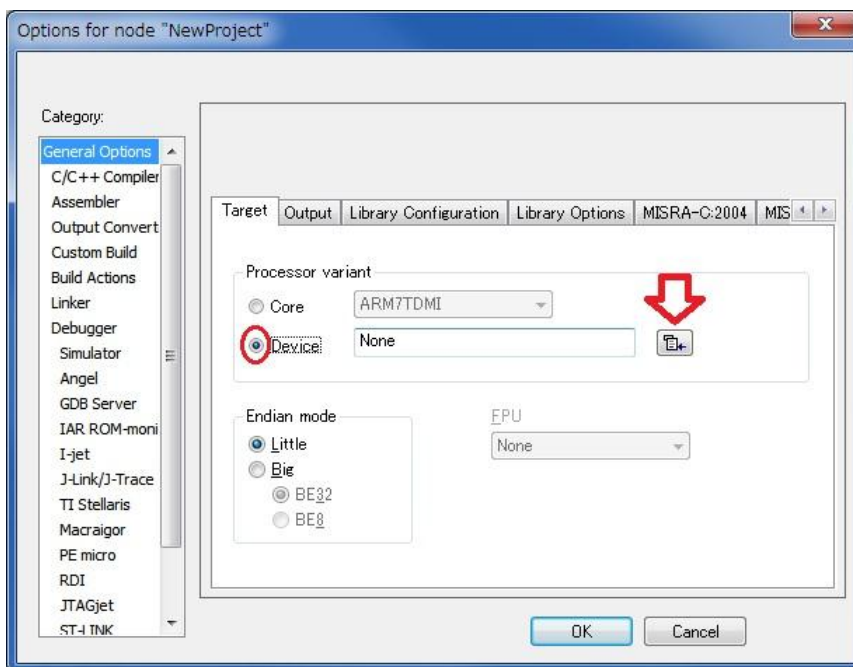 Options for node "NewProject"
Category:
General Options
C/C++ Compiler
Assembler
Output Convert
Custom Build
Build Actions
Linker
Debugger
Simulator
Angel
GDB Server
IAR ROM-moni
I-jet
J-Link/J-Trace
TI Stellaris
Macraigor
PE micro
RDI
JTAGjet
ST-LINK
Target Output Library Configuration Library Options MISRA-C:2004 MIS
Processor variant
Core ARM7TDMI
Device None
Endian mode
Little
Big
BE32
BE8
FPU
None
OK Cancel